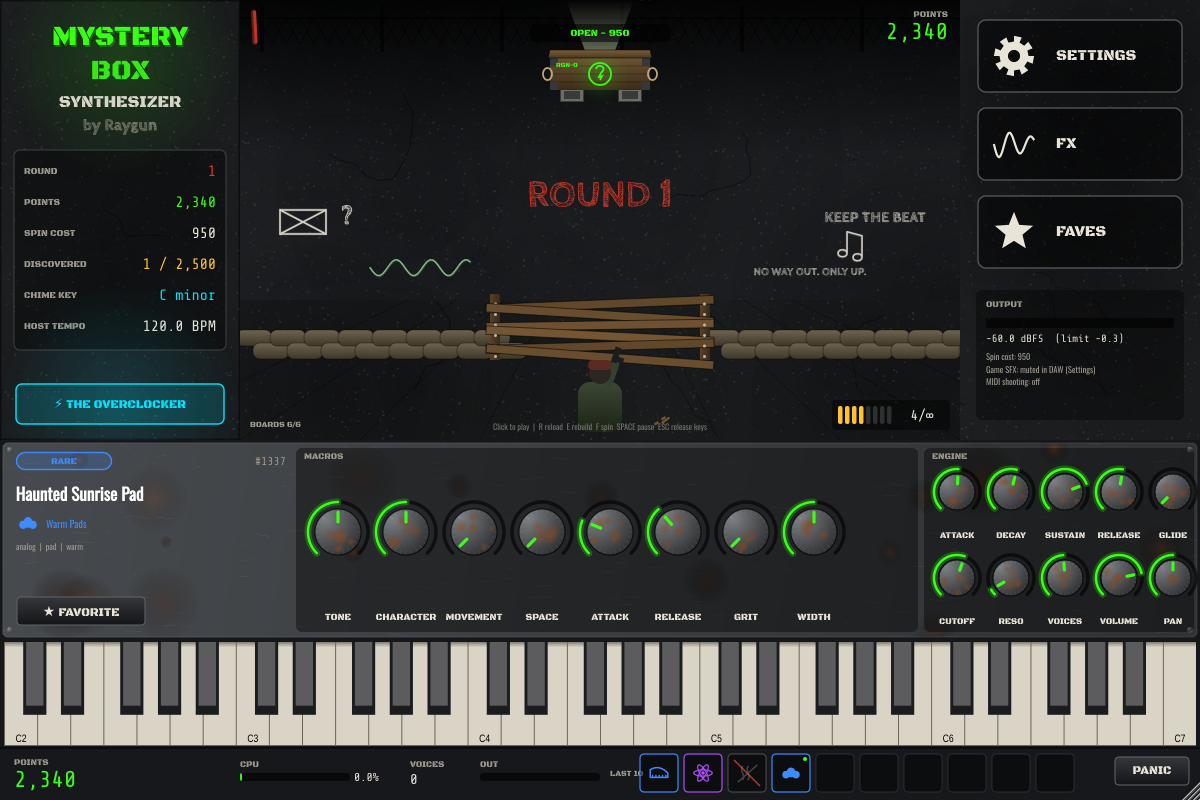 MYSTERY
BOX
SYNTHESIZER
by Raygun
ROUND 1
POINTS 2,340
SPIN COST 950
DISCOVERED 1 / 2,500
CHIME KEY C minor
HOST TEMPO 120.0 BPM
⚡ THE OVERCLOCKER
OPEN - 950
RGN-0
?
POINTS
2,340
ROUND 1
?
KEEP THE BEAT
NO WAY OUT. ONLY UP.
BOARDS 6/6
Click to play | R reload E rebuild F spin SPACE pause ESC release keys
4/∞
SETTINGS
FX
FAVES
OUTPUT
-60.0 dBFS (limit -0.3)
Spin cost: 950
Game SFX: muted in DAW (Settings)
MIDI shooting: off
RARE
#1337
Haunted Sunrise Pad
Warm Pads
analog | pad | warm
★ FAVORITE
MACROS
TONE CHARACTER MOVEMENT SPACE ATTACK RELEASE GRIT WIDTH
ENGINE
ATTACK DECAY SUSTAIN RELEASE GLIDE
CUTOFF RESO VOICES VOLUME PAN
C2 C3 C4 C5 C6 C7
POINTS
2,340
CPU
0.0%
VOICES
0
OUT
LAST 10
PANIC